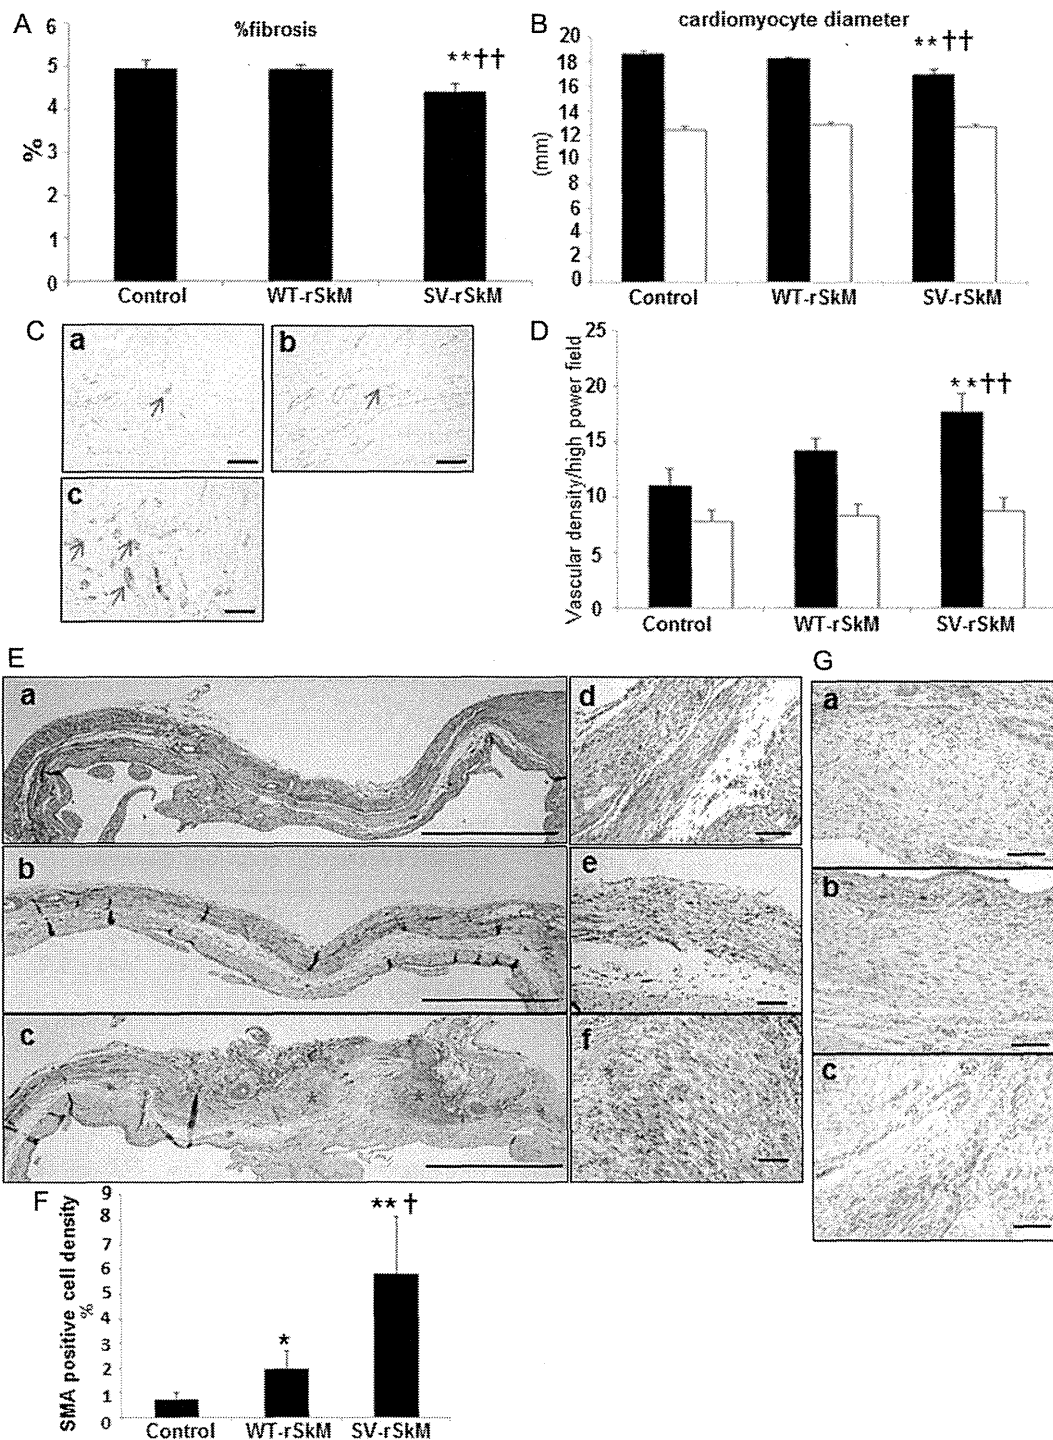 A
%fibrosis
6
5
4
3
2
1
0
%
**††
Control WT-rSkM SV-rSkM
B
cardiomyocyte diameter
20
18
16
14
12
10
8
6
4
2
0
(mm)
**††
Control WT-rSkM SV-rSkM
C
a
b
c
D
25
20
15
10
5
0
Vascular density/high power field
**††
Control WT-rSkM SV-rSkM
E
a
b
c
*
*
d
e
f
G
a
b
c
F
9
8
7
6
5
4
3
2
1
0
SMA positive cell density
%
*
**†
Control WT-rSkM SV-rSkM